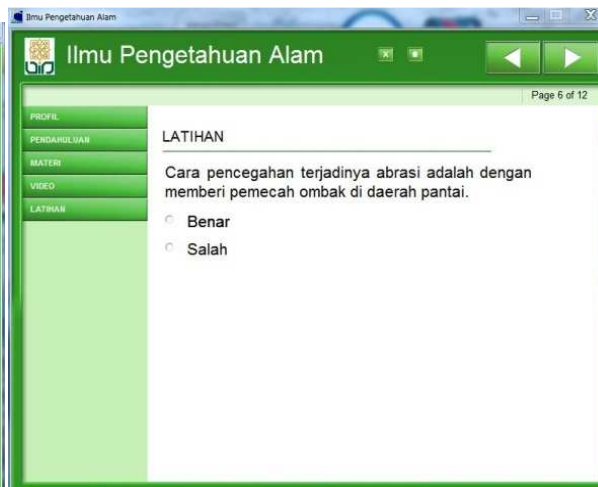 Ilmu Pengetahuan Alam
Ilmu Pengetahuan Alam
Page 6 of 12
PROFIL
PENDAHULUAN
MATERI
VIDEO
LATIHAN
LATIHAN
Cara pencegahan terjadinya abrasi adalah dengan
memberi pemecah ombak di daerah pantai.
Benar
Salah